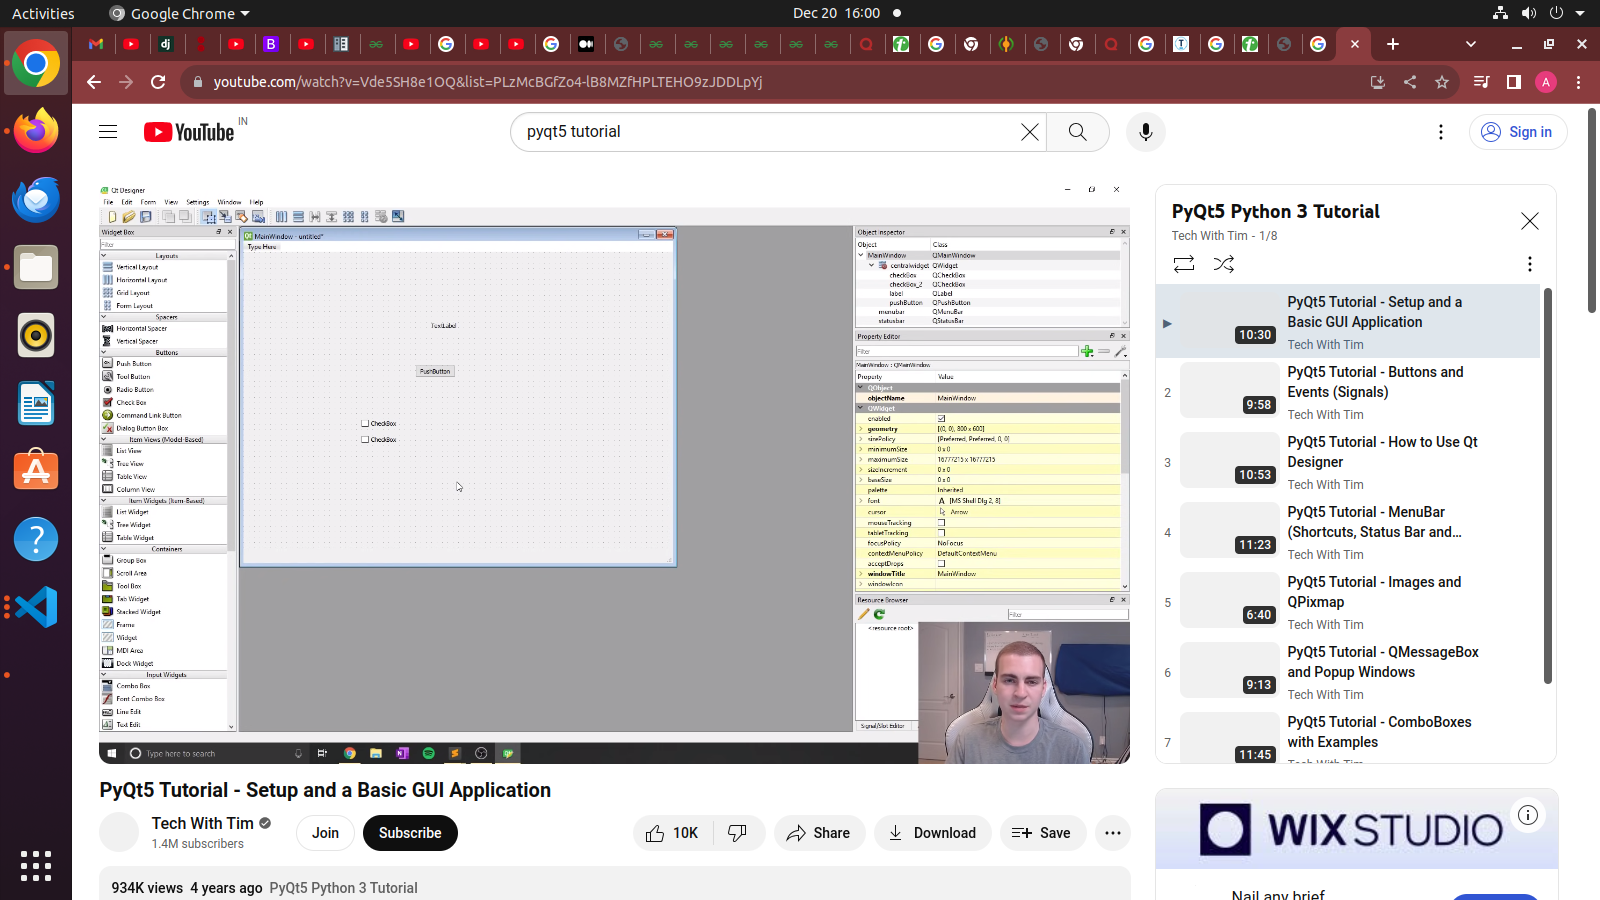 Activities
Google Chrome
Dec 20 16:00
youtube.com/watch?v=Vde5SH8e1OQ&list=PLzMcBGfZo4-lB8MZfHPLTEHO9zJDDLpYj
A
YouTube IN
pyqt5 tutorial
Sign in
Qt Designer
File Edit Form View Settings Window Help
Widget Box
Filter
Layouts
Vertical Layout
Horizontal Layout
Grid Layout
Form Layout
Spacers
Horizontal Spacer
Vertical Spacer
Buttons
Push Button
Tool Button
Radio Button
Check Box
Command Link Button
Dialog Button Box
Item Views (Model-Based)
List View
Tree View
Table View
Column View
Item Widgets (Item-Based)
List Widget
Tree Widget
Table Widget
Containers
Group Box
Scroll Area
Tool Box
Tab Widget
Stacked Widget
Frame
Widget
MDI Area
Dock Widget
Input Widgets
Combo Box
Font Combo Box
Line Edit
Text Edit
MainWindow - untitled*
Type Here
TextLabel
PushButton
CheckBox
CheckBox
Object Inspector
Object Class
MainWindow QMainWindow
centralwidget QWidget
checkBox QCheckBox
checkBox_2 QCheckBox
label QLabel
pushButton QPushButton
menubar QMenuBar
statusbar QStatusBar
Property Editor
Filter
MainWindow : QMainWindow
Property Value
QObject
objectName MainWindow
QWidget
enabled
geometry [(0, 0), 800 x 600]
sizePolicy [Preferred, Preferred, 0, 0]
minimumSize 0 x 0
maximumSize 16777215 x 16777215
sizeIncrement 0 x 0
baseSize 0 x 0
palette Inherited
font A [MS Shell Dlg 2, 8]
cursor Arrow
mouseTracking
tabletTracking
focusPolicy NoFocus
contextMenuPolicy DefaultContextMenu
acceptDrops
windowTitle MainWindow
windowIcon
Resource Browser
Filter
<resource root>
Signal/Slot Editor
Type here to search
PyQt5 Tutorial - Setup and a Basic GUI Application
Tech With Tim
1.4M subscribers
Join
Subscribe
10K
Share
Download
Save
934K views 4 years ago PyQt5 Python 3 Tutorial
PyQt5 Python 3 Tutorial
Tech With Tim - 1/8
10:30
PyQt5 Tutorial - Setup and a
Basic GUI Application
Tech With Tim
2
9:58
PyQt5 Tutorial - Buttons and
Events (Signals)
Tech With Tim
3
10:53
PyQt5 Tutorial - How to Use Qt
Designer
Tech With Tim
4
11:23
PyQt5 Tutorial - MenuBar
(Shortcuts, Status Bar and...
Tech With Tim
5
6:40
PyQt5 Tutorial - Images and
QPixmap
Tech With Tim
6
9:13
PyQt5 Tutorial - QMessageBox
and Popup Windows
Tech With Tim
7
11:45
PyQt5 Tutorial - ComboBoxes
with Examples
Tech With Tim
WIX STUDIO
Nail any brief